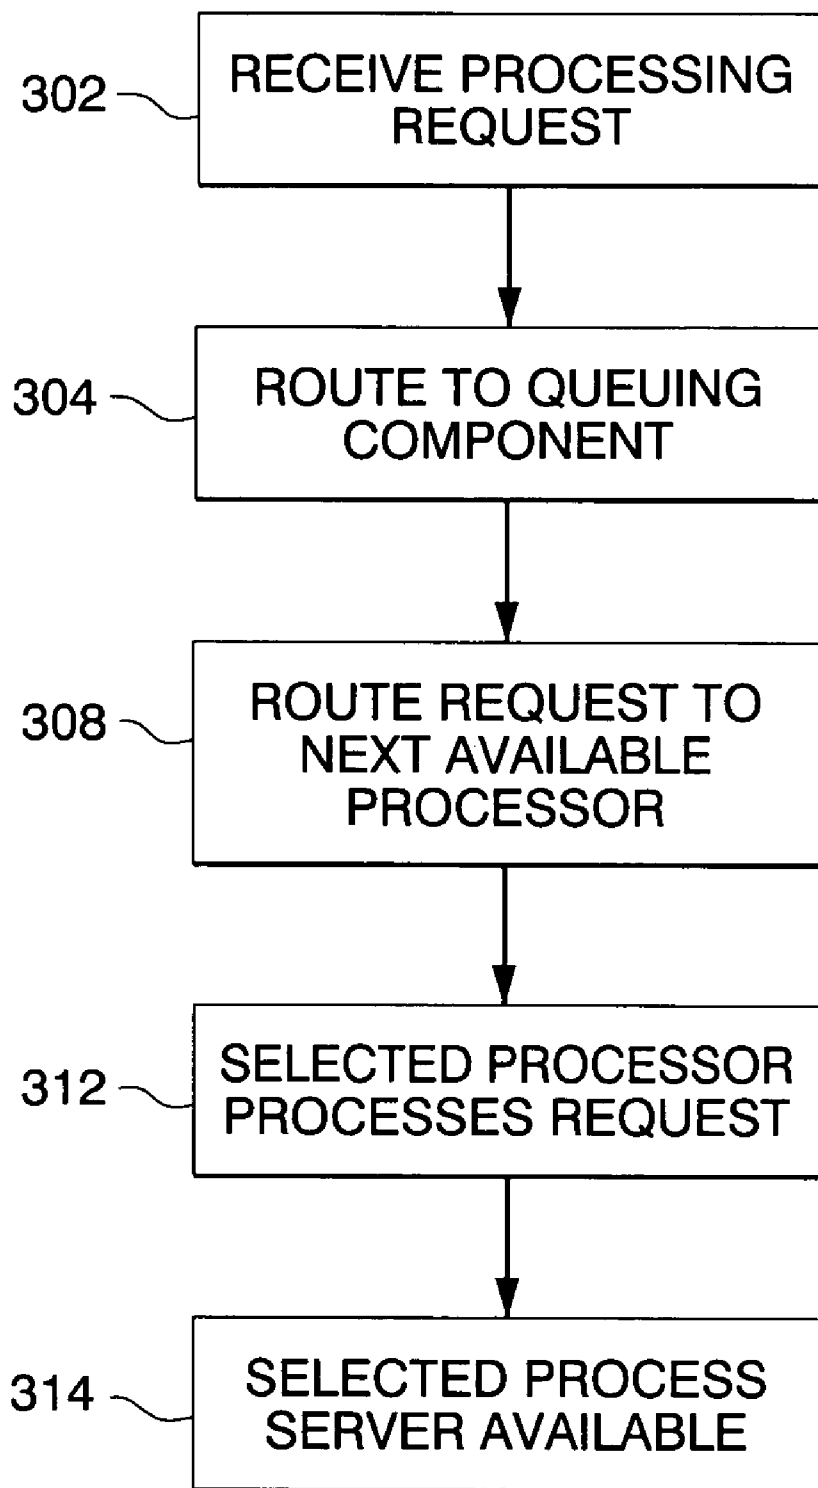 302
RECEIVE PROCESSING
REQUEST
304
ROUTE TO QUEUING
COMPONENT
308
ROUTE REQUEST TO
NEXT AVAILABLE
PROCESSOR
312
SELECTED PROCESSOR
PROCESSES REQUEST
314
SELECTED PROCESS
SERVER AVAILABLE